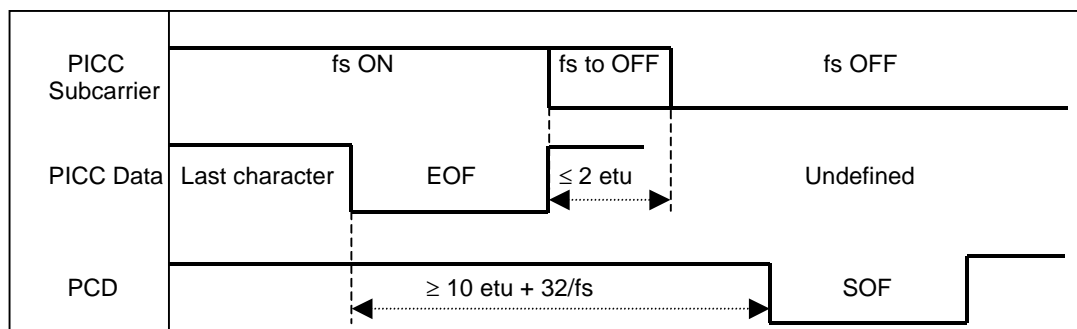 PICC
Subcarrier
fs ON
fs to OFF
fs OFF
PICC Data
Last character
EOF
≤ 2 etu
Undefined
PCD
≥ 10 etu + 32/fs
SOF